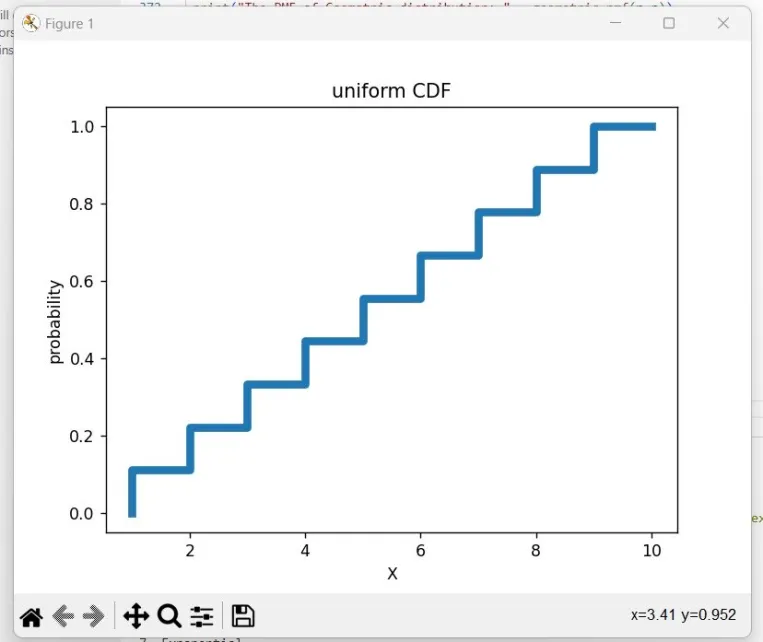 Figure 1
uniform CDF
1.0
0.8
0.6
0.4
0.2
0.0
probability
2 4 6 8 10
X
x=3.41 y=0.952